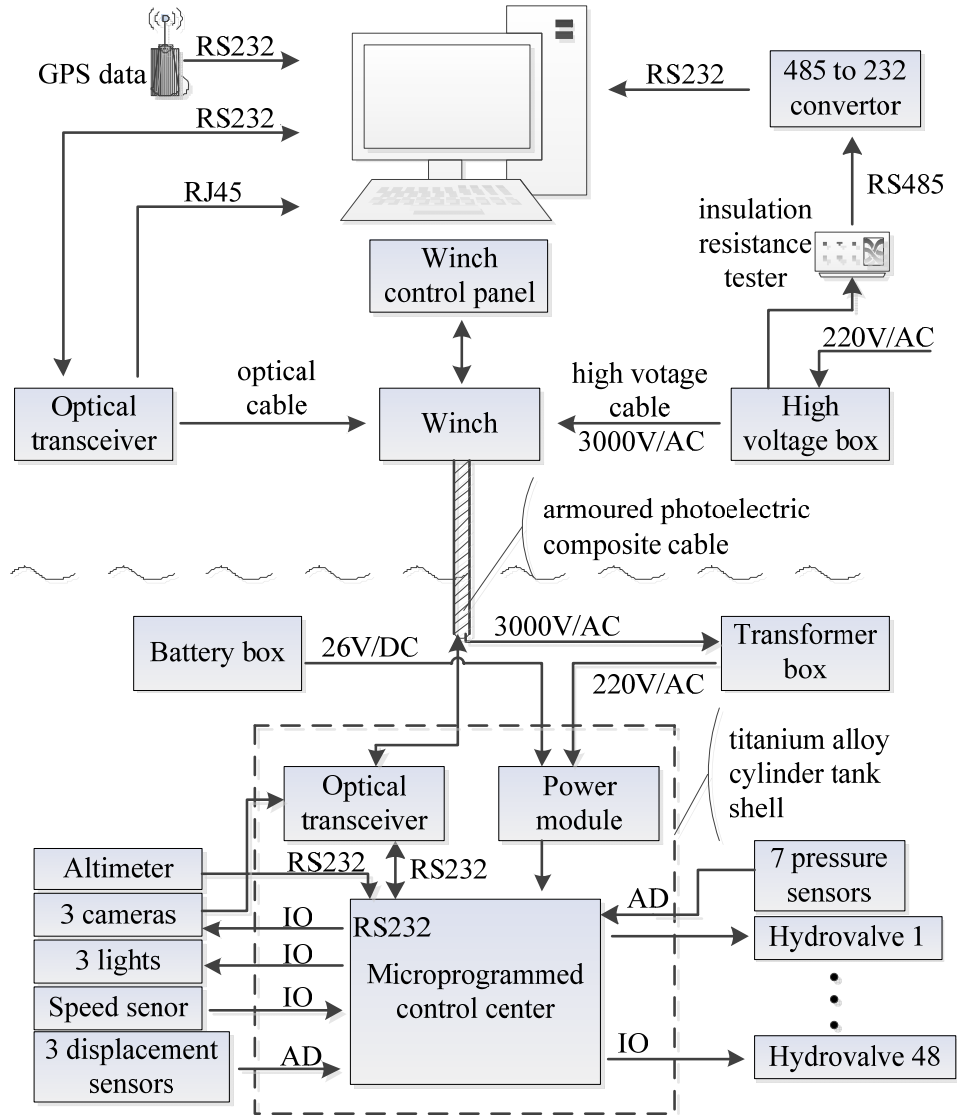 RS232
GPS data
RS232
RJ45
RS232
485 to 232
convertor
RS485
insulation
resistance
tester
Winch
control panel
220V/AC
Optical
transceiver
optical
cable
Winch
high votage
cable
3000V/AC
High
voltage box
armoured photoelectric
composite cable
Battery box
26V/DC
3000V/AC
220V/AC
Transformer
box
titanium alloy
cylinder tank
shell
Optical
transceiver
Power
module
Altimeter
RS232
RS232
7 pressure
sensors
3 cameras
IO
RS232
AD
Hydrovalve 1
3 lights
IO
Microprogrammed
control center
Speed senor
IO
3 displacement
sensors
AD
IO
Hydrovalve 48